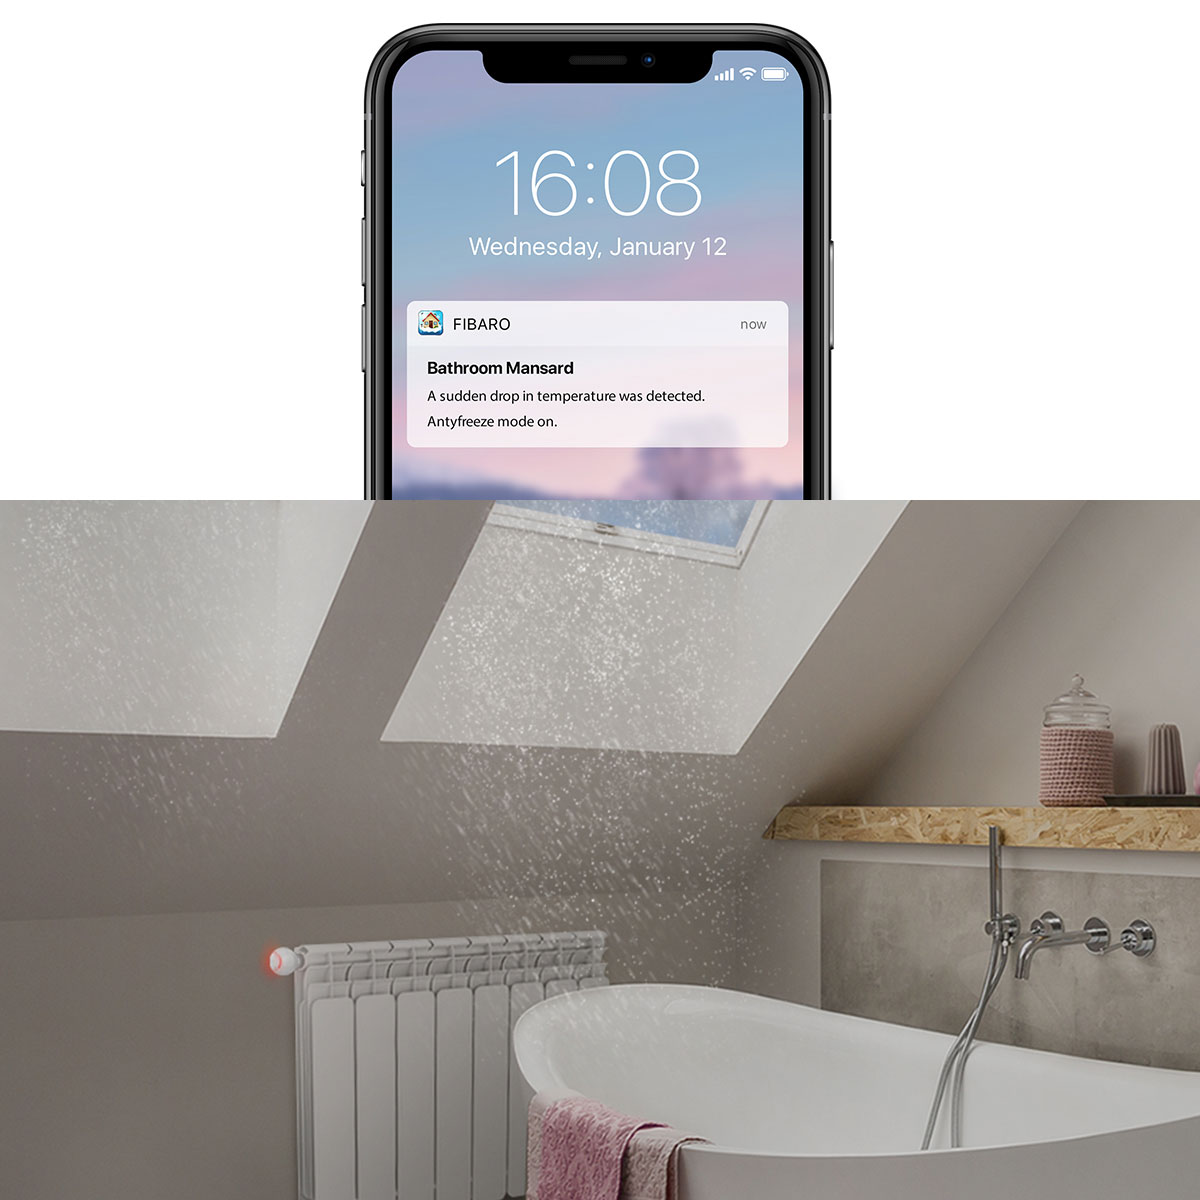 16:08
Wednesday, January 12
FIBARO now
Bathroom Mansard
A sudden drop in temperature was detected.
Antyfreeze mode on.